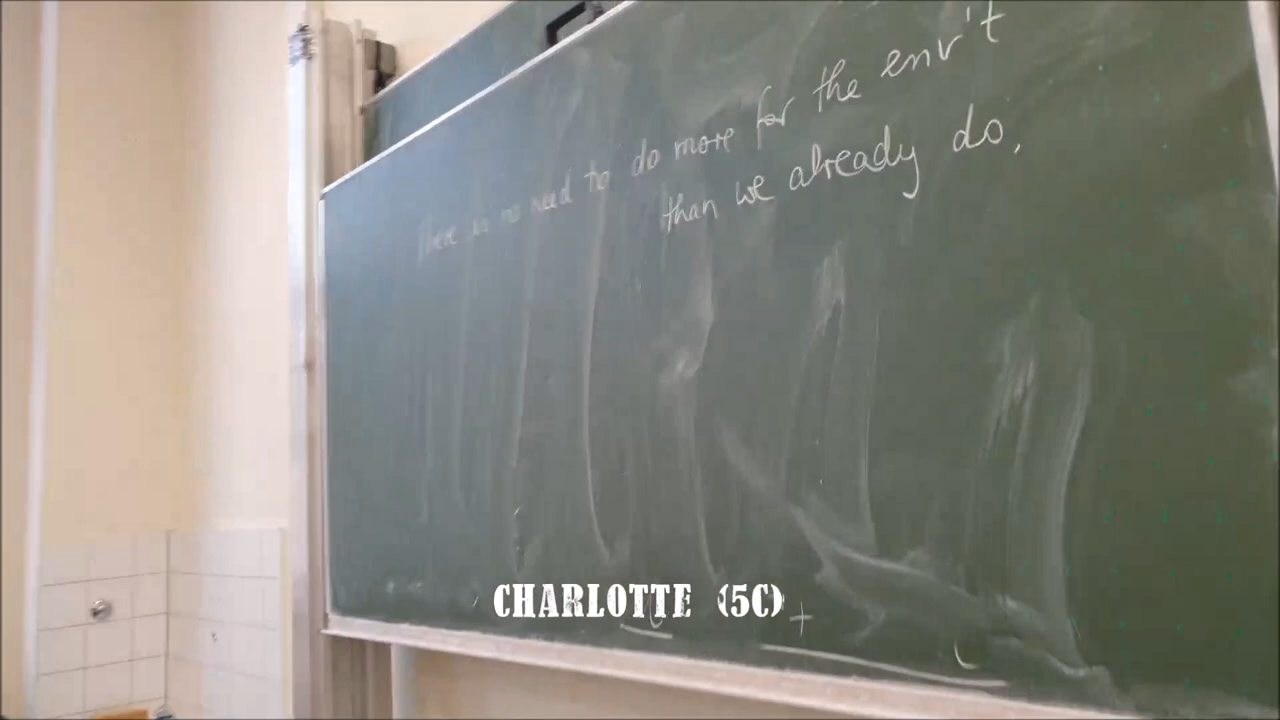 There is no need to do more for the env't
than we already do.
CHARLOTTE (5C)